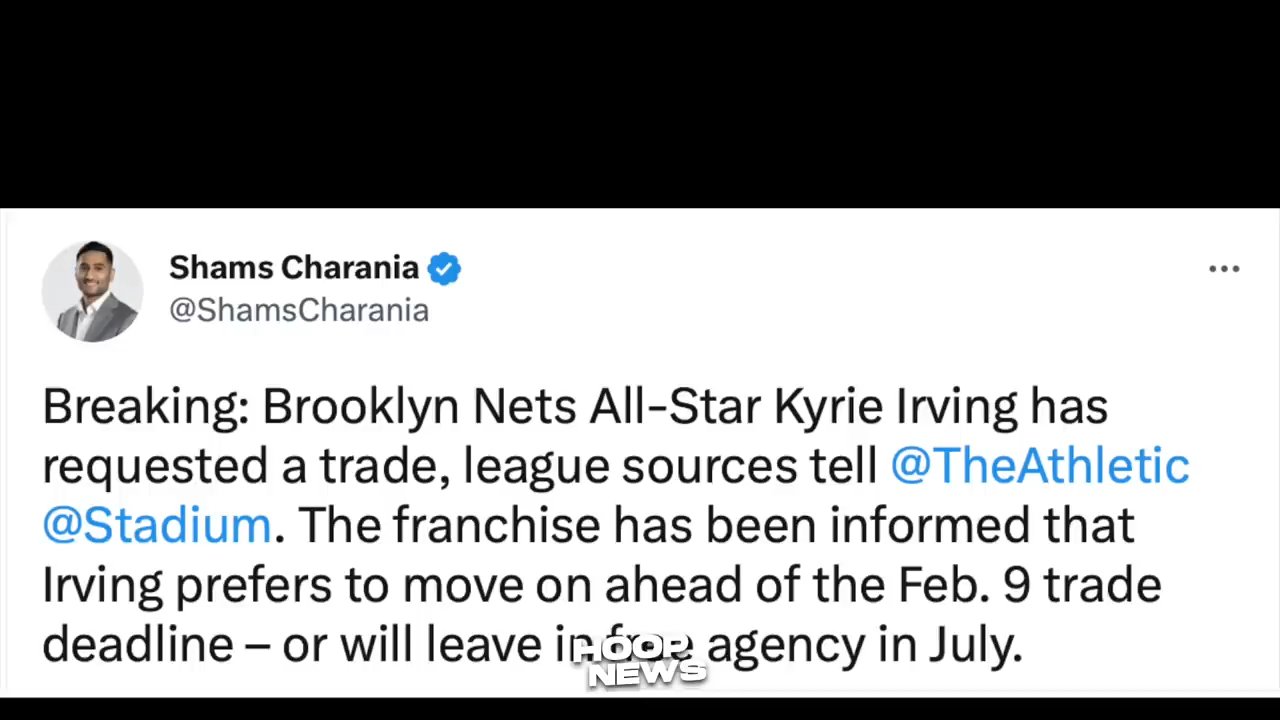 Shams Charania
@ShamsCharania
Breaking: Brooklyn Nets All-Star Kyrie Irving has
requested a trade, league sources tell @TheAthletic
@Stadium. The franchise has been informed that
Irving prefers to move on ahead of the Feb. 9 trade
deadline – or will leave in free agency in July.
HOOP
NEWS